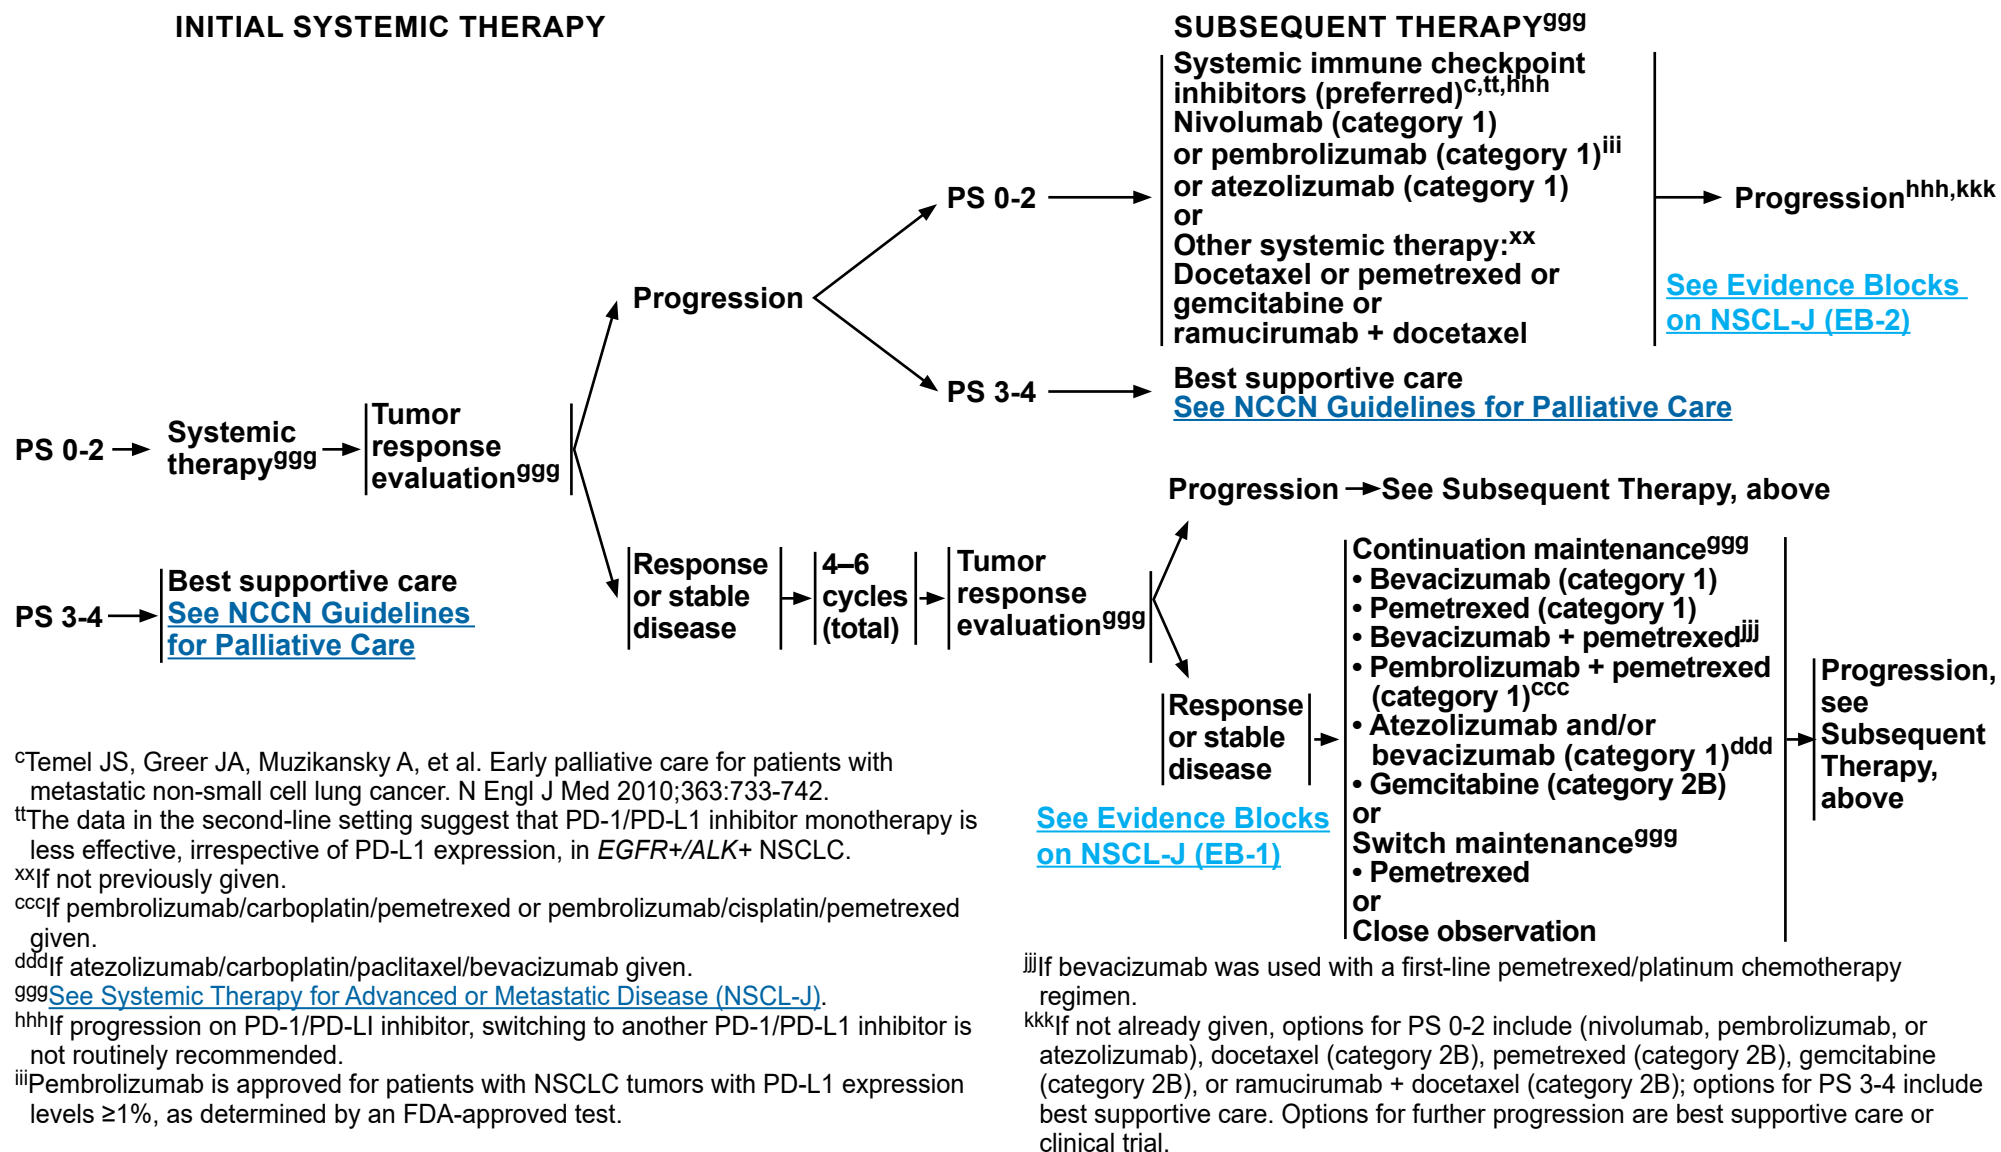 INITIAL SYSTEMIC THERAPY
SUBSEQUENT THERAPYggg
Systemic immune checkpoint
inhibitors (preferred)c,tt,hhh
Nivolumab (category 1)
or pembrolizumab (category 1)iii
or atezolizumab (category 1)
or
Other systemic therapy:xx
Docetaxel or pemetrexed or
gemcitabine or
ramucirumab + docetaxel
PS 0-2
Progressionhhh,kkk
See Evidence Blocks
on NSCL-J (EB-2)
Progression
PS 3-4
Best supportive care
See NCCN Guidelines for Palliative Care
PS 0-2
Systemic
therapyggg
Tumor
response
evaluationggg
Progression
See Subsequent Therapy, above
PS 3-4
Best supportive care
See NCCN Guidelines
for Palliative Care
Response
or stable
disease
4–6
cycles
(total)
Tumor
response
evaluationggg
Response
or stable
disease
Continuation maintenanceggg
• Bevacizumab (category 1)
• Pemetrexed (category 1)
• Bevacizumab + pemetrexedjjj
• Pembrolizumab + pemetrexed
(category 1)ccc
• Atezolizumab and/or
bevacizumab (category 1)ddd
• Gemcitabine (category 2B)
or
Switch maintenanceggg
• Pemetrexed
or
Close observation
Progression,
see
Subsequent
Therapy,
above
See Evidence Blocks
on NSCL-J (EB-1)
cTemel JS, Greer JA, Muzikansky A, et al. Early palliative care for patients with
metastatic non-small cell lung cancer. N Engl J Med 2010;363:733-742.
ttThe data in the second-line setting suggest that PD-1/PD-L1 inhibitor monotherapy is
less effective, irrespective of PD-L1 expression, in EGFR+/ALK+ NSCLC.
xxIf not previously given.
cccIf pembrolizumab/carboplatin/pemetrexed or pembrolizumab/cisplatin/pemetrexed
given.
dddIf atezolizumab/carboplatin/paclitaxel/bevacizumab given.
gggSee Systemic Therapy for Advanced or Metastatic Disease (NSCL-J).
hhhIf progression on PD-1/PD-LI inhibitor, switching to another PD-1/PD-L1 inhibitor is
not routinely recommended.
iiiPembrolizumab is approved for patients with NSCLC tumors with PD-L1 expression
levels ≥1%, as determined by an FDA-approved test.
jjjIf bevacizumab was used with a first-line pemetrexed/platinum chemotherapy
regimen.
kkkIf not already given, options for PS 0-2 include (nivolumab, pembrolizumab, or
atezolizumab), docetaxel (category 2B), pemetrexed (category 2B), gemcitabine
(category 2B), or ramucirumab + docetaxel (category 2B); options for PS 3-4 include
best supportive care. Options for further progression are best supportive care or
clinical trial.